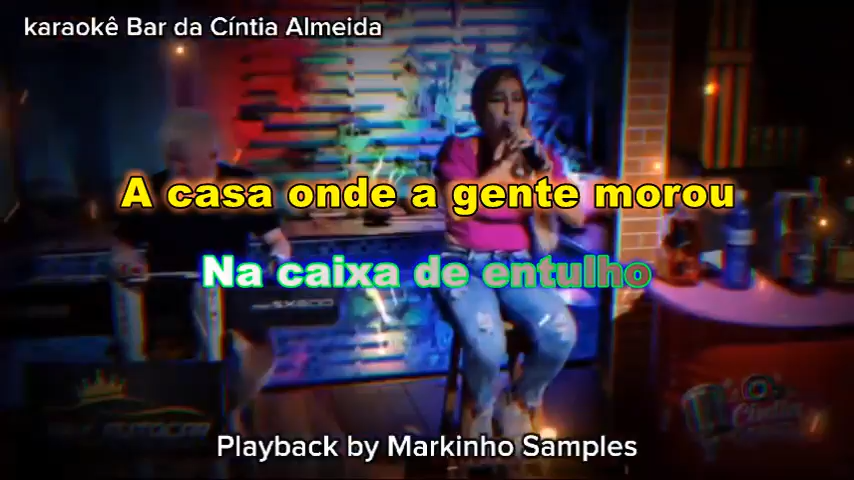 karaokê Bar da Cíntia Almeida
A casa onde a gente morou
Na caixa de entulho
Playback by Markinho Samples